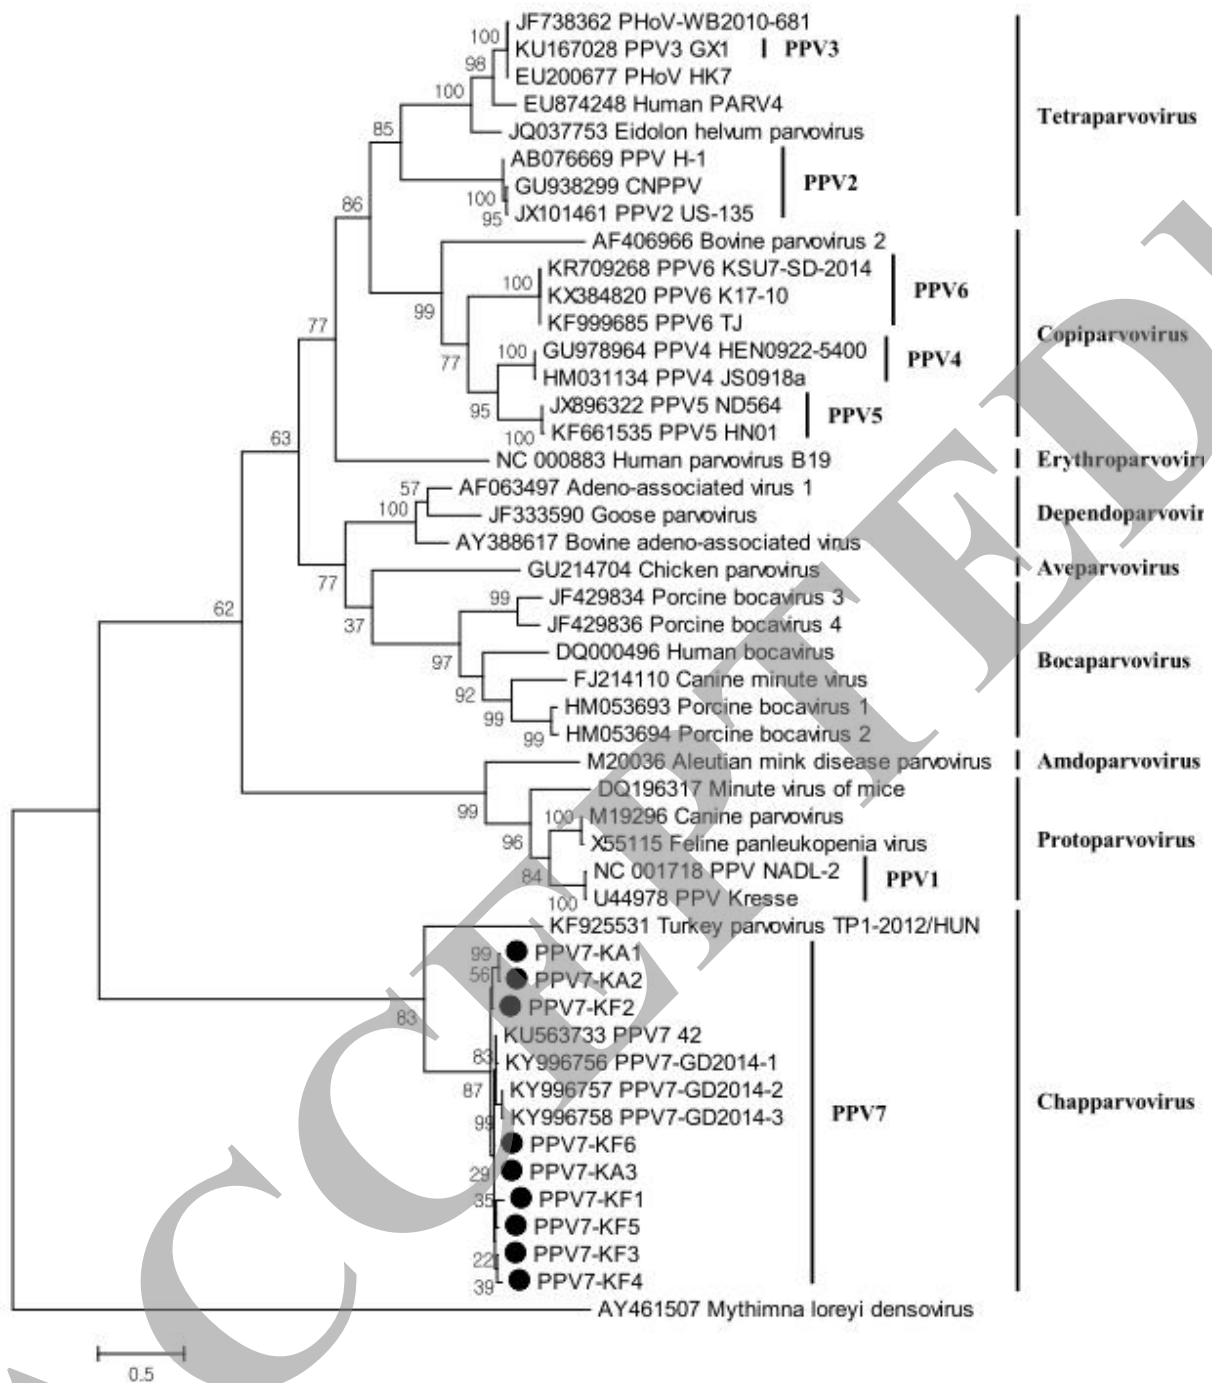 JF738362 PHoV-WB2010-681
100
KU167028 PPV3 GX1
PPV3
98
EU200677 PHoV HK7
100
EU874248 Human PARV4
Tetraparvovirus
85
JQ037753 Eidolon helvum parvovirus
AB076669 PPV H-1
GU938299 CNPPV
PPV2
100
86
95
JX101461 PPV2 US-135
AF406966 Bovine parvovirus 2
KR709268 PPV6 KSU7-SD-2014
100
KX384820 PPV6 K17-10
PPV6
99
77
KF999685 PPV6 TJ
Copiparvovirus
100
GU978964 PPV4 HEN0922-5400
77
PPV4
HM031134 PPV4 JS0918a
JX896322 PPV5 ND564
95
PPV5
63
100
KF661535 PPV5 HN01
NC 000883 Human parvovirus B19
Erythroparvoviru
57
AF063497 Adeno-associated virus 1
100
JF333590 Goose parvovirus
Dependoparvovir
AY388617 Bovine adeno-associated virus
77
GU214704 Chicken parvovirus
Aveparvovirus
99
JF429834 Porcine bocavirus 3
62
37
JF429836 Porcine bocavirus 4
DQ000496 Human bocavirus
97
Bocaparvovirus
FJ214110 Canine minute virus
92
HM053693 Porcine bocavirus 1
99
99
HM053694 Porcine bocavirus 2
M20036 Aleutian mink disease parvovirus
Amdoparvovirus
DQ196317 Minute virus of mice
99
100
M19296 Canine parvovirus
96
X55115 Feline panleukopenia virus
Protoparvovirus
84
NC 001718 PPV NADL-2
PPV1
100
U44978 PPV Kresse
KF925531 Turkey parvovirus TP1-2012/HUN
99
PPV7-KA1
56
PPV7-KA2
PPV7-KF2
83
KU563733 PPV7 42
83
KY996756 PPV7-GD2014-1
87
KY996757 PPV7-GD2014-2
PPV7
Chapparvovirus
99
KY996758 PPV7-GD2014-3
PPV7-KF6
29
PPV7-KA3
35
PPV7-KF1
PPV7-KF5
22
PPV7-KF3
39
PPV7-KF4
AY461507 Mythimna loreyi densovirus
0.5
ACCEPTED